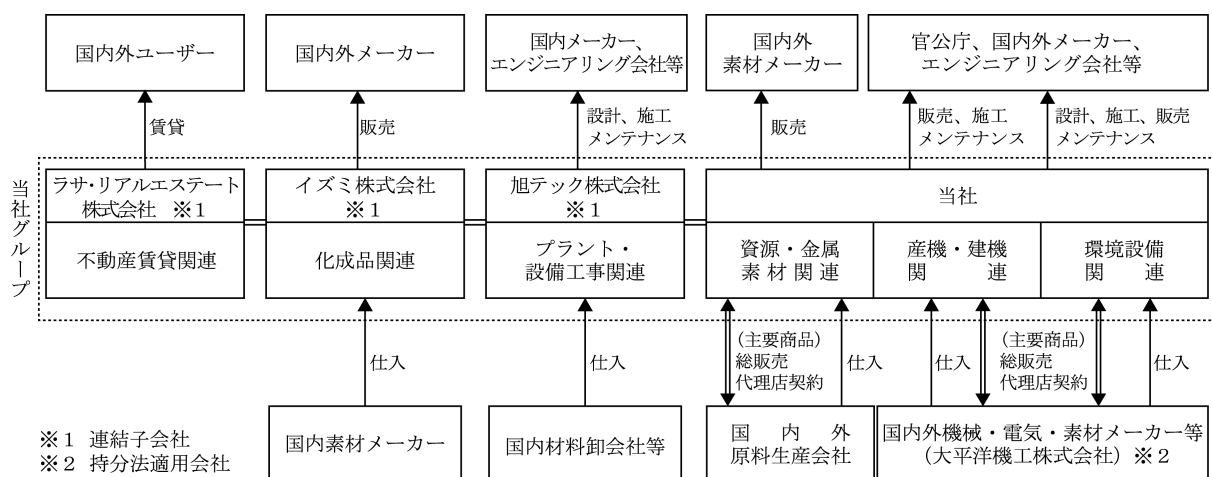 国内外ユーザー
国内外メーカー
国内メーカー、
エンジニアリング会社等
国内外
素材メーカー
官公庁、国内外メーカー、
エンジニアリング会社等
賃貸
販売
設計、施工
メンテナンス
販売
販売、施工
メンテナンス
設計、施工、販売
メンテナンス
当社グループ
ラサ・リアルエステート
株式会社 ※1
イズミ株式会社
※1
旭テック株式会社
※1
当社
不動産賃貸関連
化成品関連
プラント・
設備工事関連
資源・金属
素材関連
産機・建機
関連
環境設備
関連
仕入
仕入
(主要商品)
総販売
代理店契約
仕入
仕入
(主要商品)
総販売
代理店契約
仕入
国内素材メーカー
国内材料卸会社等
国内外
原料生産会社
国内外機械・電気・素材メーカー等
(大平洋機工株式会社)※2
※1 連結子会社
※2 持分法適用会社